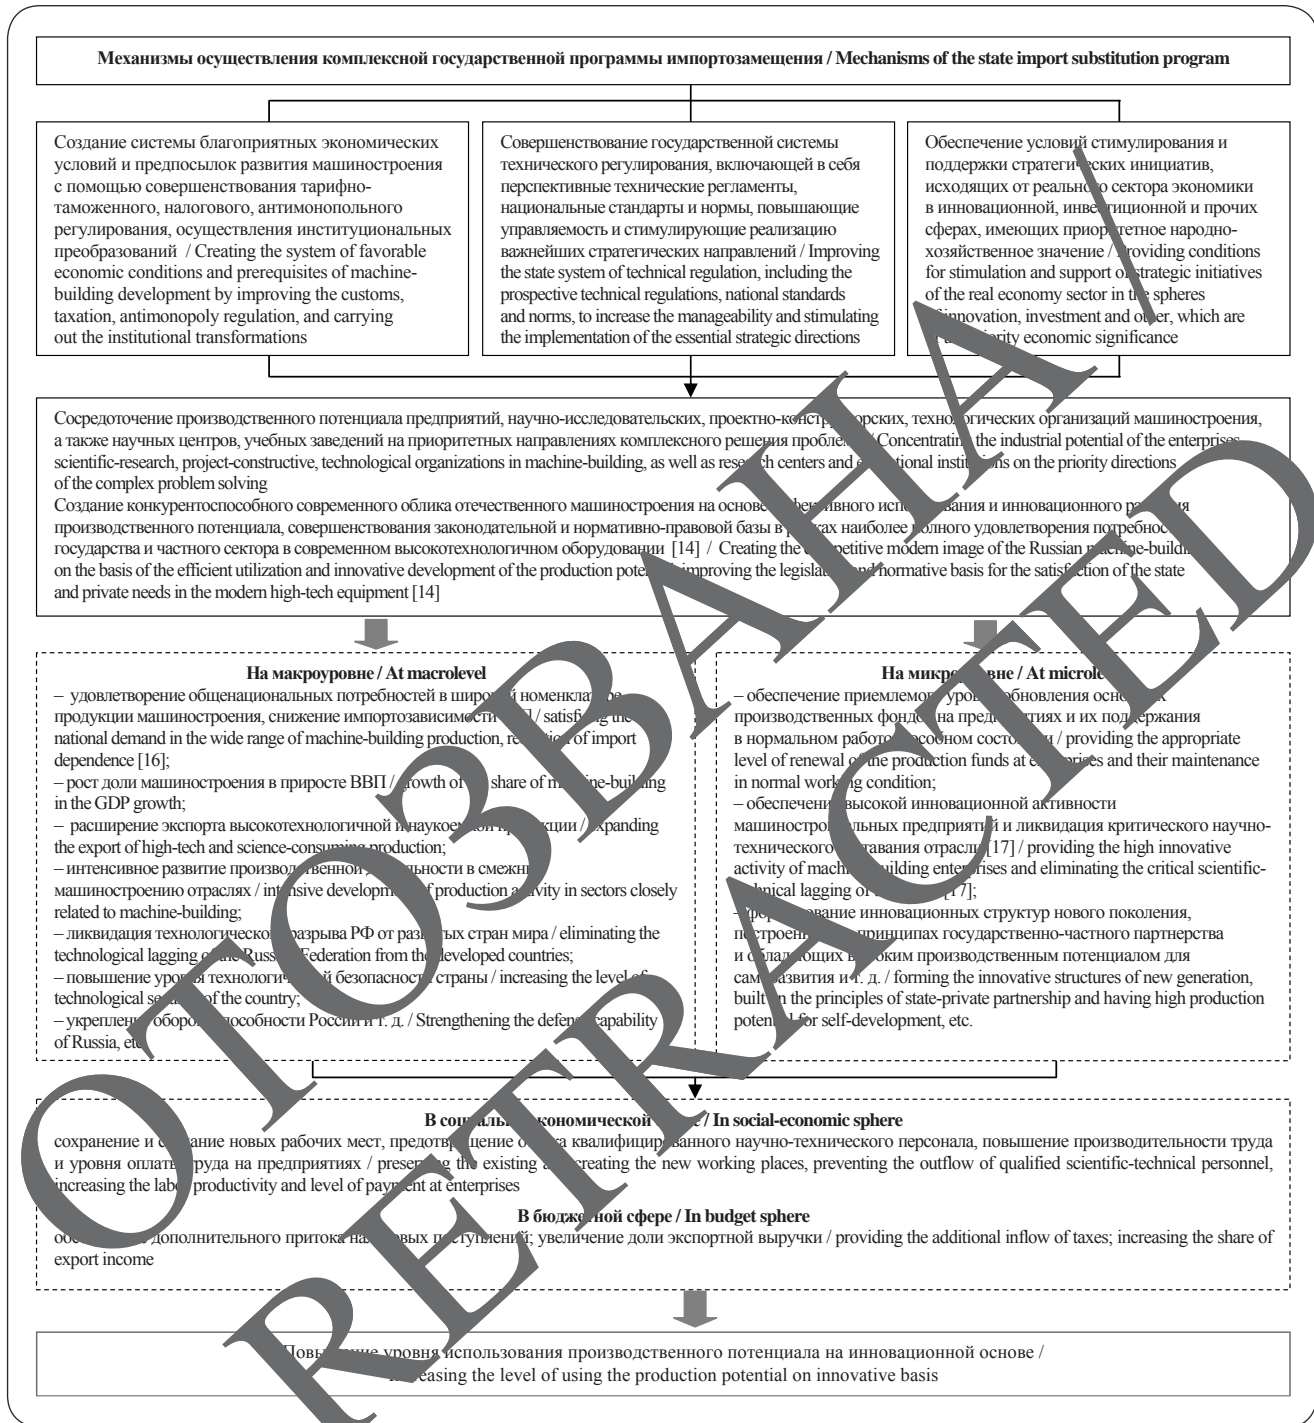 Механизмы осуществления комплексной государственной программы импортозамещения / Mechanisms of the state import substitution program
Создание системы благоприятных экономических
условий и предпосылок развития машиностроения
с помощью совершенствования тарифно-
таможенного, налогового, антимонопольного
регулирования, осуществления институциональных
преобразований / Creating the system of favorable
economic conditions and prerequisites of machine-
building development by improving the customs,
taxation, antimonopoly regulation, and carrying
out the institutional transformations
Совершенствование государственной системы
технического регулирования, включающей в себя
перспективные технические регламенты,
национальные стандарты и нормы, повышающие
управляемость и стимулирующие реализацию
важнейших стратегических направлений / Improving
the state system of technical regulation, including the
prospective technical regulations, national standards
and norms, to increase the manageability and stimulating
the implementation of the essential strategic directions
Обеспечение условий стимулирования и
поддержки стратегических инициатив,
исходящих от реального сектора экономики
в инновационной, инвестиционной и прочих
сферах, имеющих приоритетное народно-
хозяйственное значение / Providing conditions
for stimulation and support of strategic initiatives
of the real economy sector in the spheres
innovation, investment and other, which are
economic significance
Сосредоточение производственного потенциала предприятий, научно-исследовательских, проектно-конструкторских, технологических организаций машиностроения,
а также научных центров, учебных заведений на приоритетных направлениях комплексного решения проблем / Concentrating the industrial potential of the enterprises,
scientific-research, project-constructive, technological organizations in machine-building, as well as research centers and educational institutions on the priority directions
of the complex problem solving
Создание конкурентоспособного современного облика отечественного машиностроения на основе эффективного использования и инновационного развития
производственного потенциала, совершенствования законодательной и нормативно-правовой базы в рамках наиболее полного удовлетворения
государства и частного сектора в современном высокотехнологичном оборудовании [14] / Creating the competitive modern image of the Russian machine-building
on the basis of the efficient utilization and innovative development of the production potential, improving the legislative and normative basis for the satisfaction of the state
and private needs in the modern high-tech equipment [14]
На макроуровне / At macrolevel
– удовлетворение общенациональных потребностей в широкой номенклатуре
продукции машиностроения, снижение импортозависимости / satisfying the
national demand in the wide range of machine-building production, reduction of import
dependence [16];
– рост доли машиностроения в приросте ВВП / growth of the share of machine-building
in the GDP growth;
– расширение экспорта высокотехнологичной и наукоемкой продукции / expanding
the export of high-tech and science-consuming production;
– интенсивное развитие производственной деятельности в смежных
машиностроению отраслях / intensive development of production activity in sectors closely
related to machine-building;
– ликвидация технологического разрыва РФ от развитых стран мира / eliminating the
technological lagging of the Russian Federation from the developed countries;
– повышение уровня технологической безопасности страны / increasing the level of
technological security of the country;
– укрепление обороноспособности России и т. д. / Strengthening the defense capability
of Russia, etc
На микроуровне / At microlevel
– обеспечение приемлемого уровня обновления основных
производственных фондов на предприятиях и их поддержания
в нормальном работоспособном состоянии / providing the appropriate
level of renewal of the production funds at enterprises and their maintenance
in normal working condition;
– обеспечение высокой инновационной активности
машиностроительных предприятий и ликвидация критического научно-
технического отставания отрасли [17] / providing the high innovative
activity of machine-building enterprises and eliminating the critical scientific-
technical lagging of [17];
– формирование инновационных структур нового поколения,
построенных принципах государственно-частного партнерства
и обладающих высоким производственным потенциалом для
саморазвития и т. д. / forming the innovative structures of new generation,
built on the principles of state-private partnership and having high production
potential for self-development, etc.
В социально-экономической сфере / In social-economic sphere
сохранение и создание новых рабочих мест, предотвращение оттока квалифицированного научно-технического персонала, повышение производительности труда
и уровня оплаты труда на предприятиях / preserving the existing and creating the new working places, preventing the outflow of qualified scientific-technical personnel,
increasing the labor productivity and level of payment at enterprises
В бюджетной сфере / In budget sphere
дополнительного притока налоговых поступлений; увеличение доли экспортной выручки / providing the additional inflow of taxes; increasing the share of
export income
Повышение уровня использования производственного потенциала на инновационной основе /
Increasing the level of using the production potential on innovative basis
ОТОЗВАНА /
RETRACTED